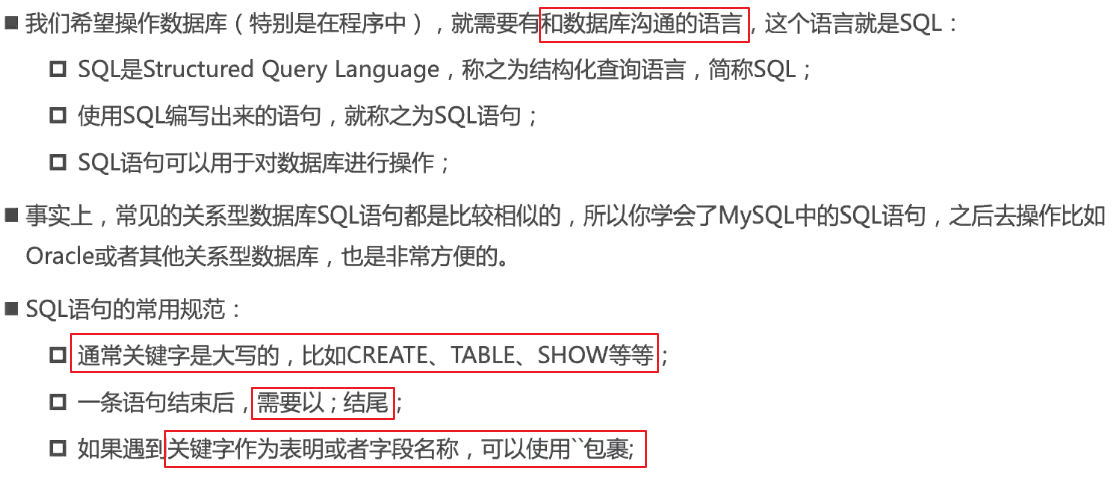 我们希望操作数据库（特别是在程序中），就需要有和数据库沟通的语言，这个语言就是SQL：
SQL是Structured Query Language，称之为结构化查询语言，简称SQL；
使用SQL编写出来的语句，就称之为SQL语句；
SQL语句可以用于对数据库进行操作；
事实上，常见的关系型数据库SQL语句都是比较相似的，所以你学会了MySQL中的SQL语句，之后去操作比如
Oracle或者其他关系型数据库，也是非常方便的。
SQL语句的常用规范：
通常关键字是大写的，比如CREATE、TABLE、SHOW等等；
一条语句结束后，需要以；结尾；
如果遇到关键字作为表明或者字段名称，可以使用``包裹;